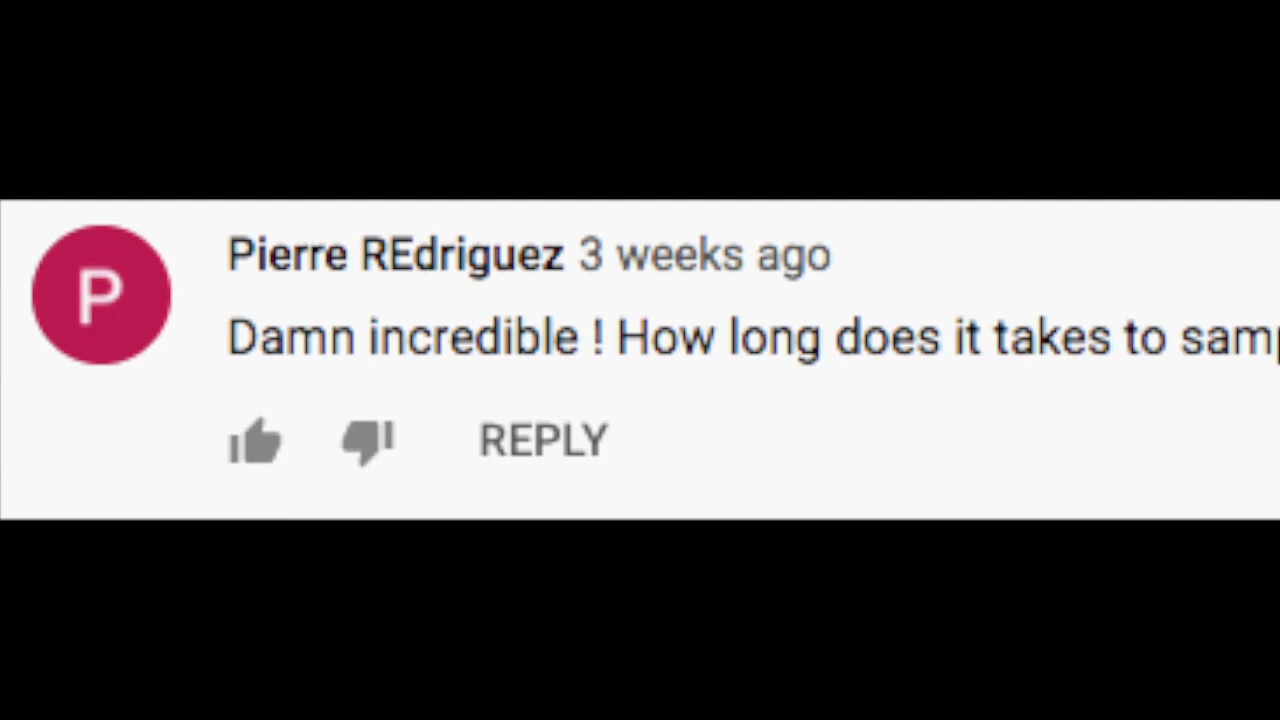 P
Pierre REdriguez 3 weeks ago
Damn incredible ! How long does it takes to
REPLY